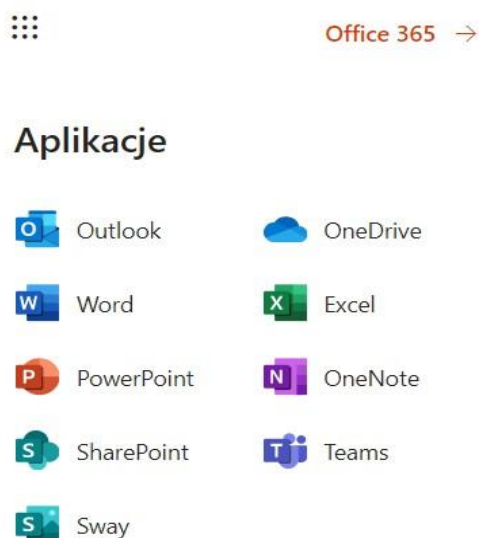 Office 365 →
Aplikacje
O Outlook
OneDrive
W Word
X Excel
P PowerPoint
N OneNote
S SharePoint
T Teams
S Sway